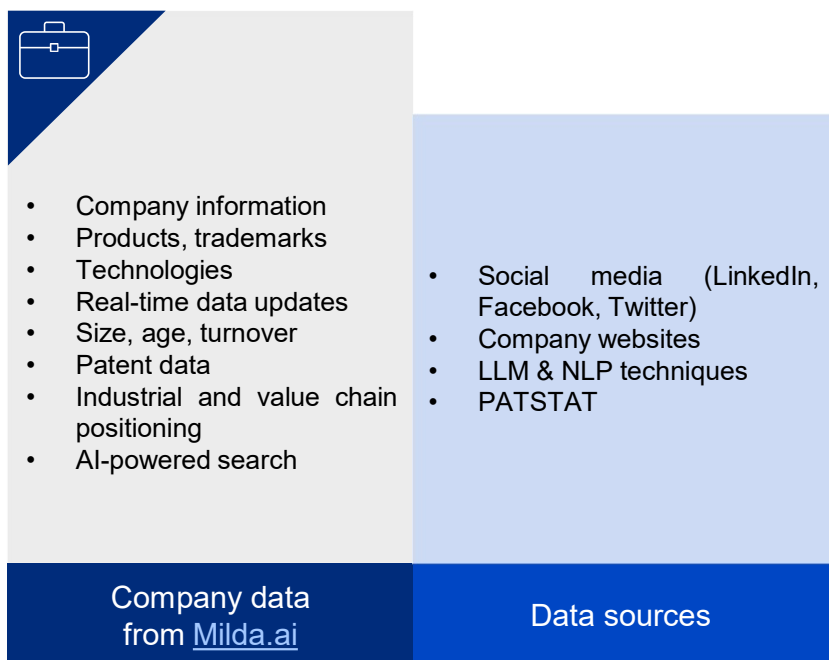 • Company information
• Products, trademarks
• Technologies
• Real-time data updates
• Size, age, turnover
• Patent data
• Industrial and value chain
positioning
• AI-powered search
Company data
from Milda.ai
• Social media (LinkedIn,
Facebook, Twitter)
• Company websites
• LLM & NLP techniques
• PATSTAT
Data sources